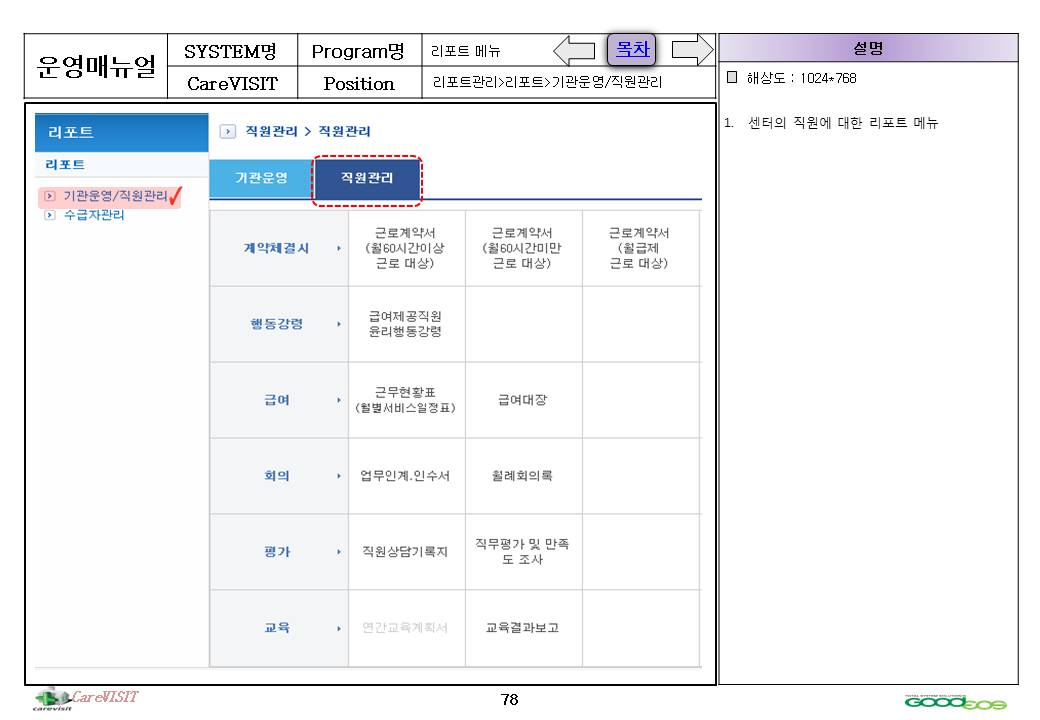 운영매뉴얼
SYSTEM명
Program명
리포트 메뉴
목차
CareVISIT
Position
리포트관리>리포트>기관운영/직원관리
설명
해상도 : 1024*768
1. 센터의 직원에 대한 리포트 메뉴
리포트
리포트
기관운영/직원관리
수급자관리
직원관리 > 직원관리
기관운영
직원관리
계약체결시
근로계약서
(월60시간이상
근로 대상)
근로계약서
(월60시간미만
근로 대상)
근로계약서
(월급제
근로 대상)
행동강령
급여제공직원
윤리행동강령
급여
근무현황표
(월별서비스일정표)
급여대장
회의
업무인계.인수서
월례회의록
평가
직원상담기록지
직무평가 및 만족
도 조사
교육
연간교육계획서
교육결과보고
carevisit
CareVISIT
78
TOTAL SYSTEM SOLUTIONS
GOODEOS